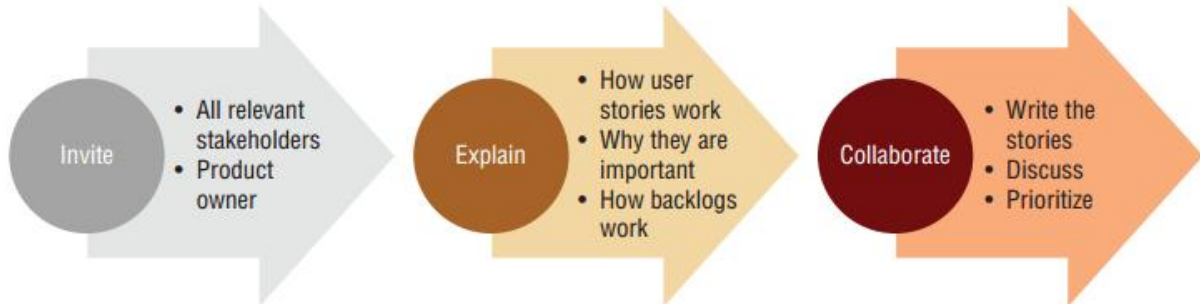 Invite
• All relevant
stakeholders
• Product
owner
Explain
• How user
stories work
• Why they are
important
• How backlogs
work
Collaborate
• Write the
stories
• Discuss
• Prioritize